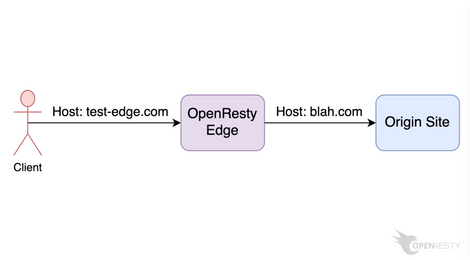 Host: test-edge.com
OpenResty
Edge
Host: blah.com
Origin Site
Client
OPENRESTY